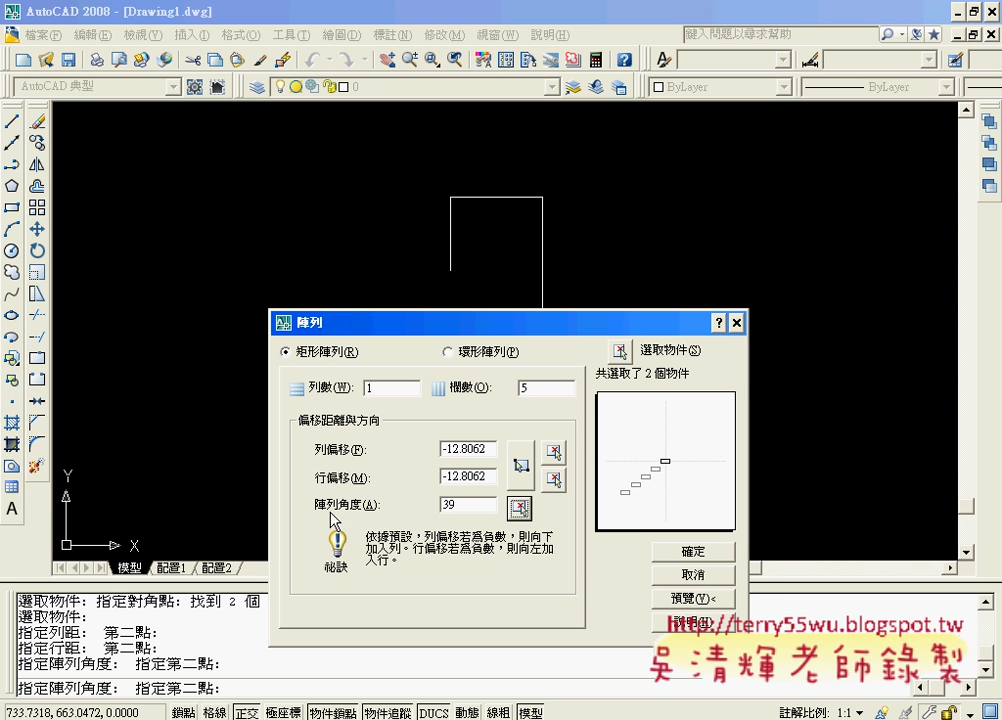 AutoCAD 2008 - [Drawing1.dwg]
檔案(F) 編輯(E) 檢視(V) 插入(I) 格式(O) 工具(T) 繪圖(D) 標註(N) 修改(M) 視窗(W) 說明(H) 鍵入問題以尋求幫助
AutoCAD 典型 0 ByLayer ByLayer
陣列
矩形陣列(R) 環形陣列(P) 選取物件(S)
共選取了 2 個物件
列數(W): 1 欄數(O): 5
偏移距離與方向
列偏移(F): -12.8062
行偏移(M): -12.8062
陣列角度(A): 39
依據預設，列偏移若為負數，則向下
加入列。行偏移若為負數，則向左加
入行。
祕訣
確定
取消
預覽(V)<
說明(H)
Y
X
A
模型 配置1 配置2
選取物件: 指定對角點: 找到 2 個
選取物件:
指定列距: 第二點:
指定行距: 第二點:
指定陣列角度: 指定第二點:
指定陣列角度: 指定第二點:
http://terry55wu.blogspot.tw
吳清輝老師錄製
733.7318, 663.0472, 0.0000 鎖點 格線 正交 極座標 物件鎖點 物件追蹤 DUCS 動態 線粗 模型 註解比例: 1:1